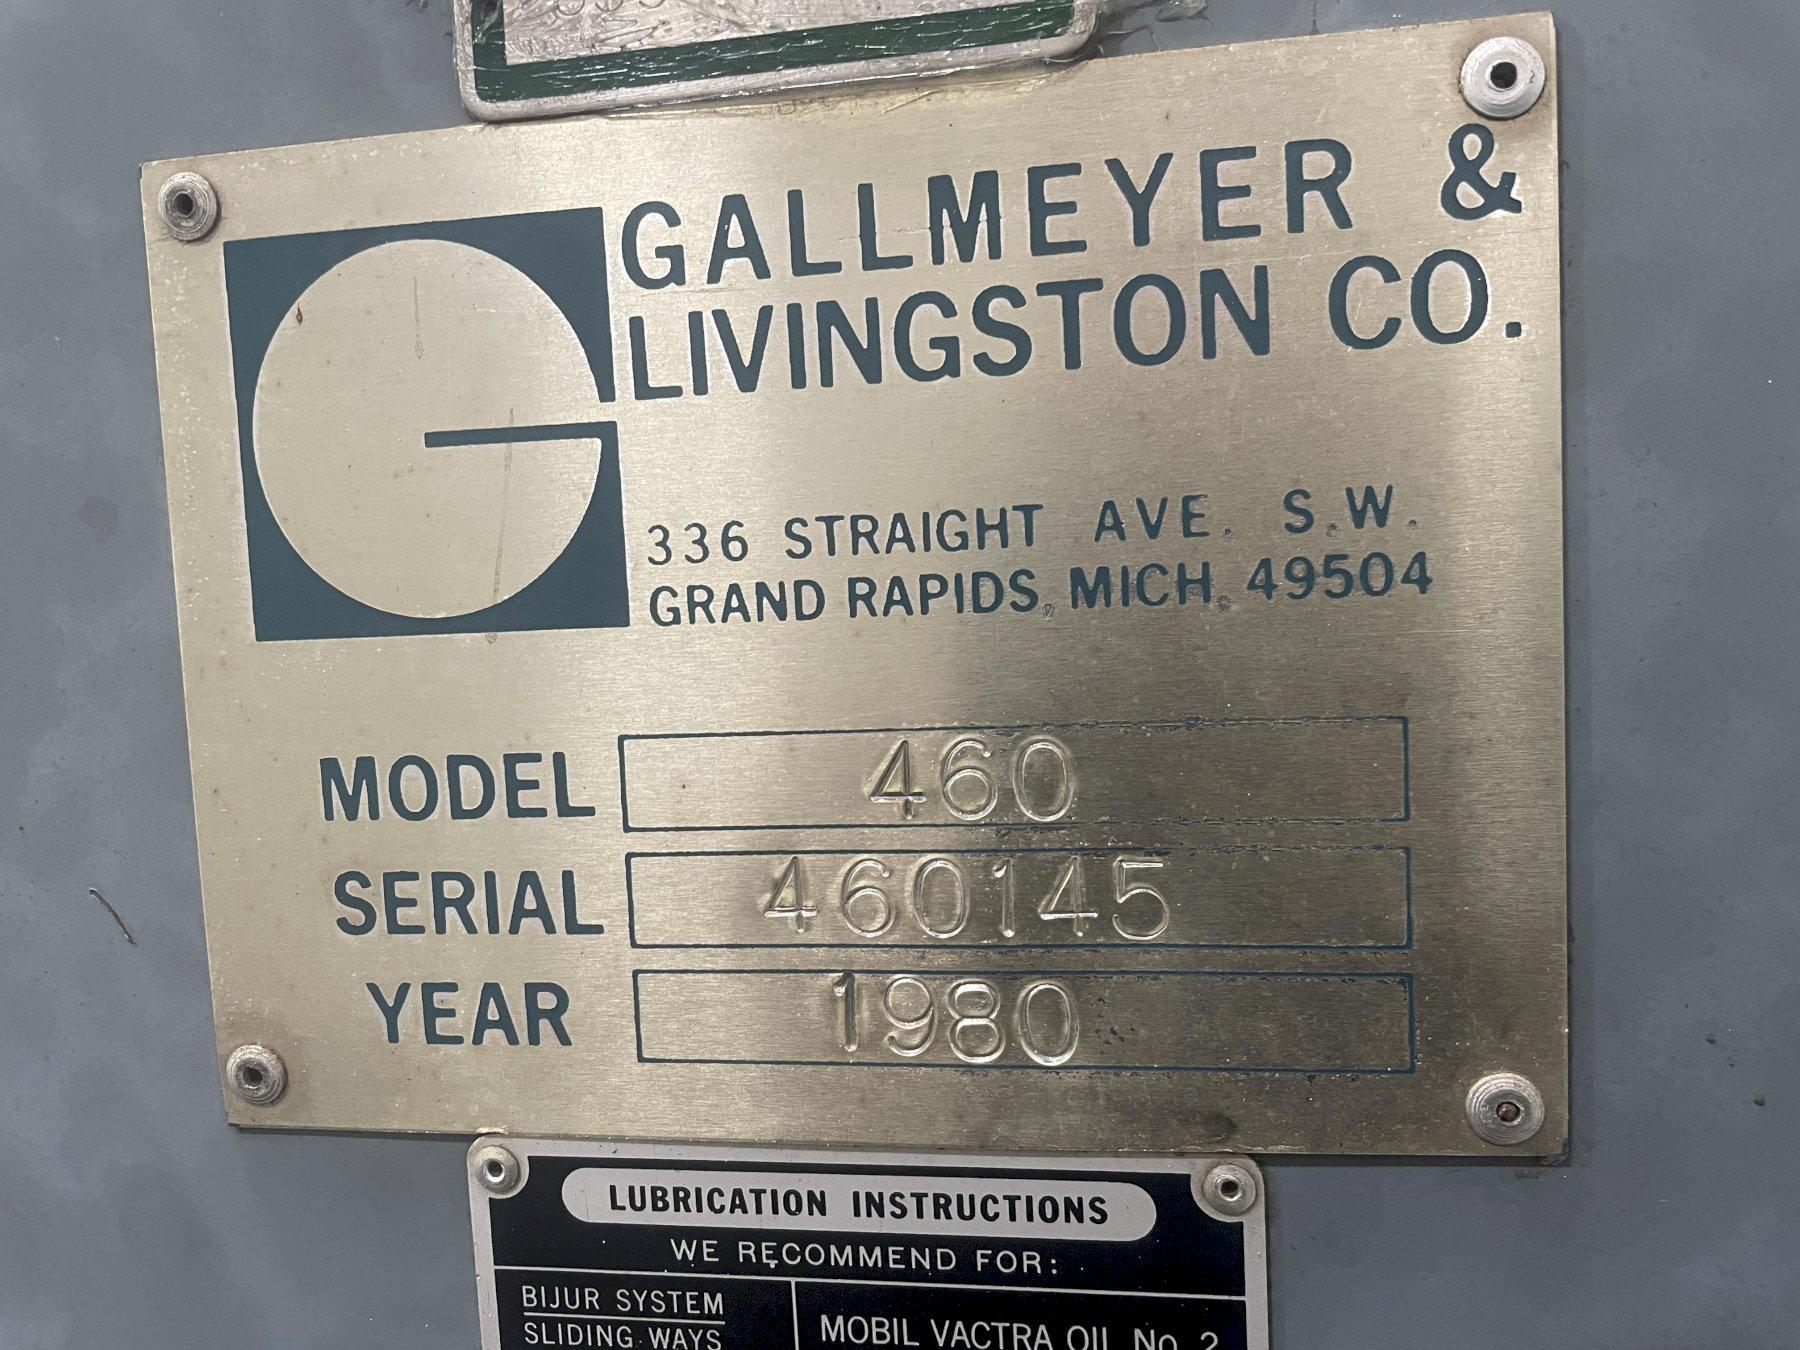 GALLMEYER &
LIVINGSTON CO.
336 STRAIGHT AVE. S.W.
GRAND RAPIDS, MICH. 49504
MODEL 460
SERIAL 460145
YEAR 1980
LUBRICATION INSTRUCTIONS
WE RECOMMEND FOR:
BIJUR SYSTEM
SLIDING WAYS
MOBIL VACTRA OIL No. 2